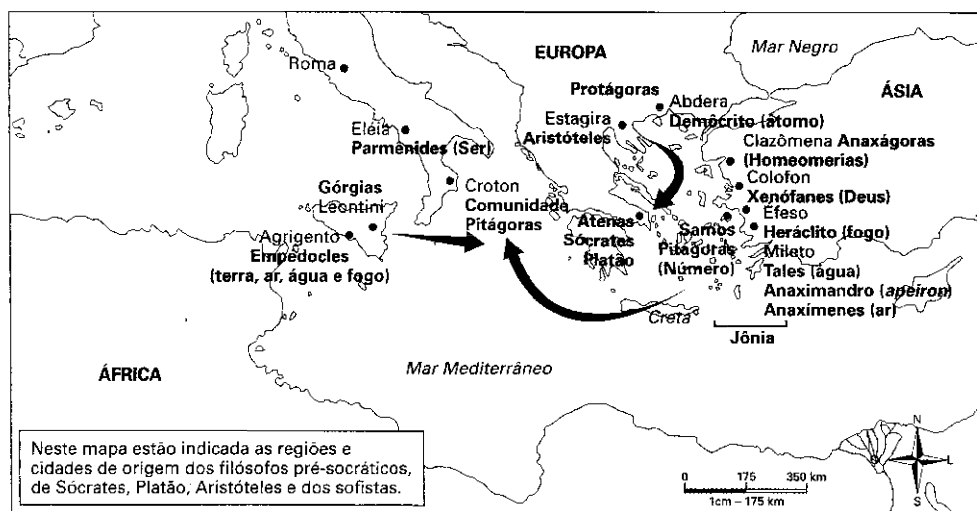 EUROPA
Mar Negro
ÁSIA
Roma
Protágoras
Abdera
Demócrito (átomo)
Estagira
Aristóteles
Eléia
Parmênides (Ser)
Clazômena Anaxágoras
(Homeomerias)
Colofon
Xenófanes (Deus)
Éfeso
Heráclito (fogo)
Mileto
Tales (água)
Anaximandro (apeiron)
Anaxímenes (ar)
Jônia
Górgias
Leontini
Croton
Comunidade
Pitágoras
Agrigento
Empedocles
(terra, ar, água e fogo)
Atenas
Sócrates
Platão
Samos
Pitágoras
(Número)
Creta
Mar Mediterrâneo
ÁFRICA
Neste mapa estão indicada as regiões e
cidades de origem dos filósofos pré-socráticos,
de Sócrates, Platão, Aristóteles e dos sofistas.
0 175 350 km
1cm – 175 km
N
L
S